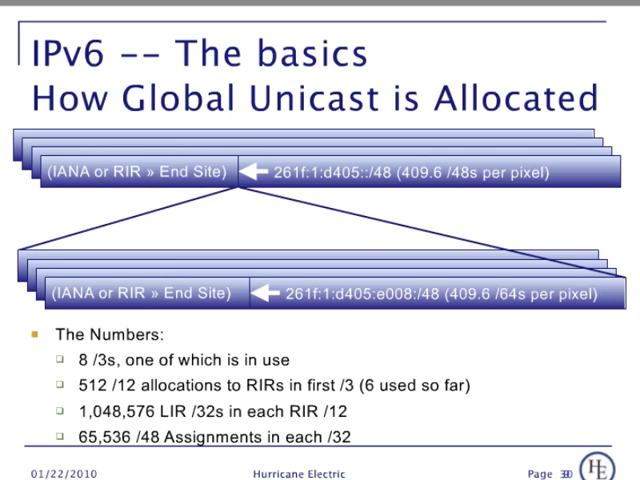 IPv6 -- The basics
How Global Unicast is Allocated
(IANA or RIR » End Site) 261f:1:d405::/48 (409.6 /48s per pixel)
(IANA or RIR » End Site) 261f:1:d405:e008:/48 (409.6 /64s per pixel)
The Numbers:
8 /3s, one of which is in use
512 /12 allocations to RIRs in first /3 (6 used so far)
1,048,576 LIR /32s in each RIR /12
65,536 /48 Assignments in each /32
01/22/2010 Hurricane Electric Page
HE